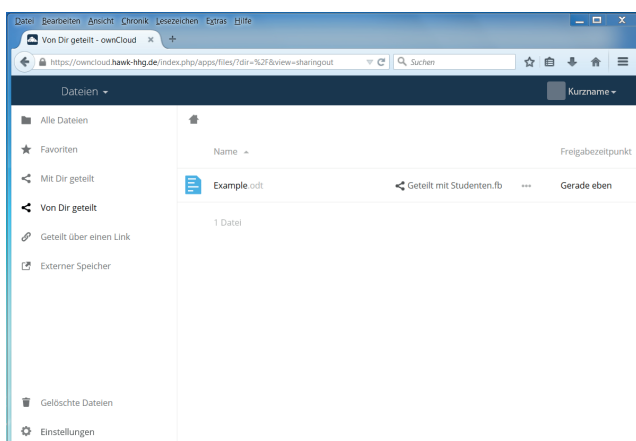 Datei Bearbeiten Ansicht Chronik Lesezeichen Extras Hilfe
Von Dir geteilt - ownCloud
https://owncloud.hawk-hhg.de/index.php/apps/files/?dir=%2F&view=sharingout Suchen
Dateien Kurzname
Alle Dateien
Favoriten Name Freigabezeitpunkt
Mit Dir geteilt Example.odt Geteilt mit Studenten.fb ••• Gerade eben
Von Dir geteilt
1 Datei
Geteilt über einen Link
Externer Speicher
Gelöschte Dateien
Einstellungen